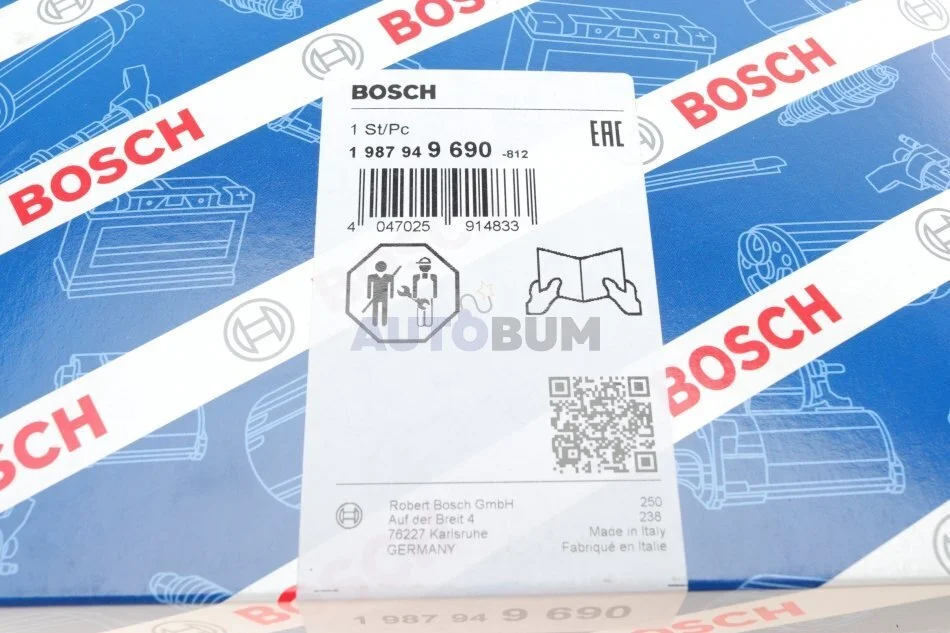 BOSCH
BOSCH
BOSCH
BOSCH
BOSCH
BOSCH
1 St/Pc
EAC
1 987 94 9 690 -812
4 047025 914833
AUTOBUM
BOSCH
Robert Bosch GmbH
Auf der Breit 4
76227 Karlsruhe
GERMANY
250
238
Made in Italy
Fabriqué en Italie
1 987 94 9 690